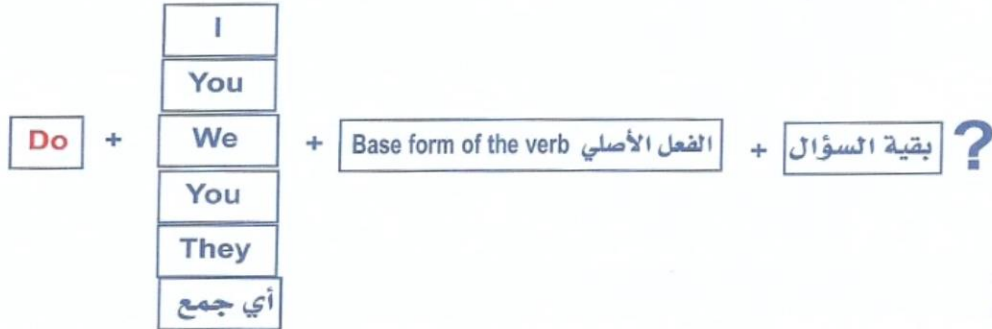 I
You
Do + We + Base form of the verb الفعل الأصلي + بقية السؤال ?
You
They
أي جمع